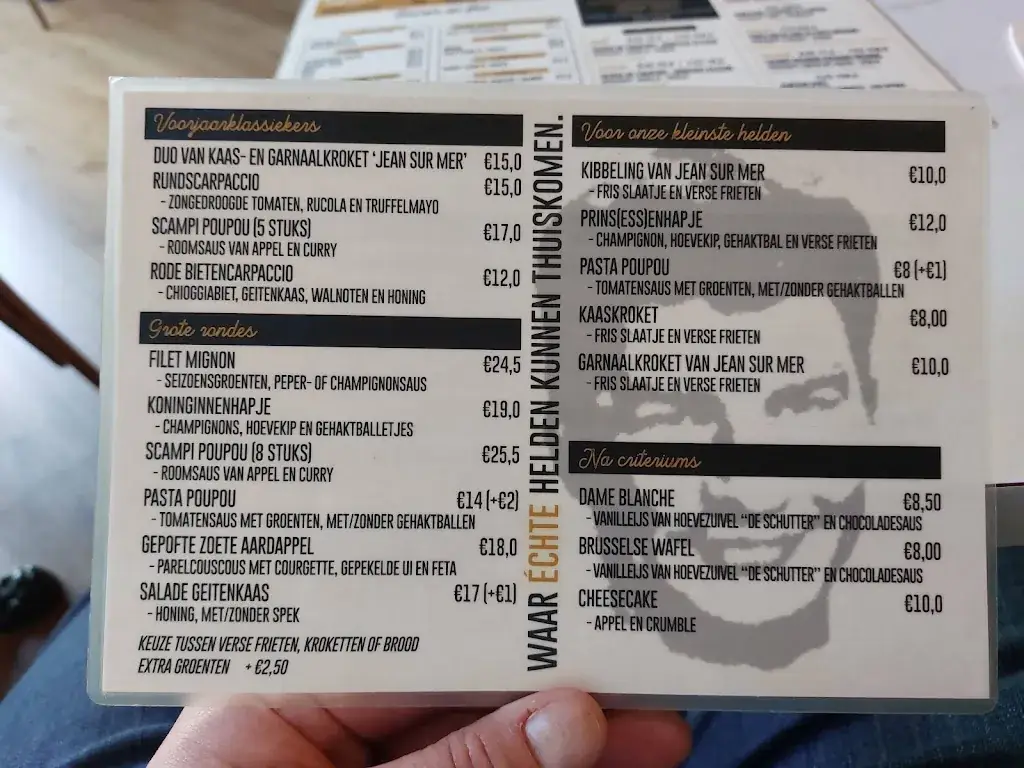 Voorjaarklassiekers
DUO VAN KAAS- EN GARNAALKROKET 'JEAN SUR MER' €15,0
RUNDSCARPACCIO €15,0
- ZONGEDROOGDE TOMATEN, RUCOLA EN TRUFFELMAYO
SCAMPI POUPOU (5 STUKS) €17,0
- ROOMSAUS VAN APPEL EN CURRY
RODE BIETENCARPACCIO €12,0
- CHIOGGIABIET, GEITENKAAS, WALNOTEN EN HONING
Grote rondes
FILET MIGNON €24,5
- SEIZOENSGROENTEN, PEPER- OF CHAMPIGNONSAUS
KONINGINNENHAPJE €19,0
- CHAMPIGNONS, HOEVEKIP EN GEHAKTBALLETJES
SCAMPI POUPOU (8 STUKS) €25,5
- ROOMSAUS VAN APPEL EN CURRY
PASTA POUPOU €14 (+€2)
- TOMATENSAUS MET GROENTEN, MET/ZONDER GEHAKTBALLEN
GEPOFTE ZOETE AARDAPPEL €18,0
- PARELCOUSCOUS MET COURGETTE, GEPEKELDE UI EN FETA
SALADE GEITENKAAS €17 (+€1)
- HONING, MET/ZONDER SPEK
KEUZE TUSSEN VERSE FRIETEN, KROKETTEN OF BROOD
EXTRA GROENTEN + €2,50
WAAR ÉCHTE HELDEN KUNNEN THUISKOMEN.
Voor onze kleinste helden
KIBBELING VAN JEAN SUR MER €10,0
- FRIS SLAATJE EN VERSE FRIETEN
PRINS(ESS)ENHAPJE €12,0
- CHAMPIGNON, HOEVEKIP, GEHAKTBAL EN VERSE FRIETEN
PASTA POUPOU €8 (+€1)
- TOMATENSAUS MET GROENTEN, MET/ZONDER GEHAKTBALLEN
KAASKROKET €8,00
- FRIS SLAATJE EN VERSE FRIETEN
GARNAALKROKET VAN JEAN SUR MER €10,0
- FRIS SLAATJE EN VERSE FRIETEN
Na criteriums
DAME BLANCHE €8,50
- VANILLEIJS VAN HOEVEZUIVEL "DE SCHUTTER" EN CHOCOLADESAUS
BRUSSELSE WAFEL €8,00
- VANILLEIJS VAN HOEVEZUIVEL "DE SCHUTTER" EN CHOCOLADESAUS
CHEESECAKE €10,0
- APPEL EN CRUMBLE